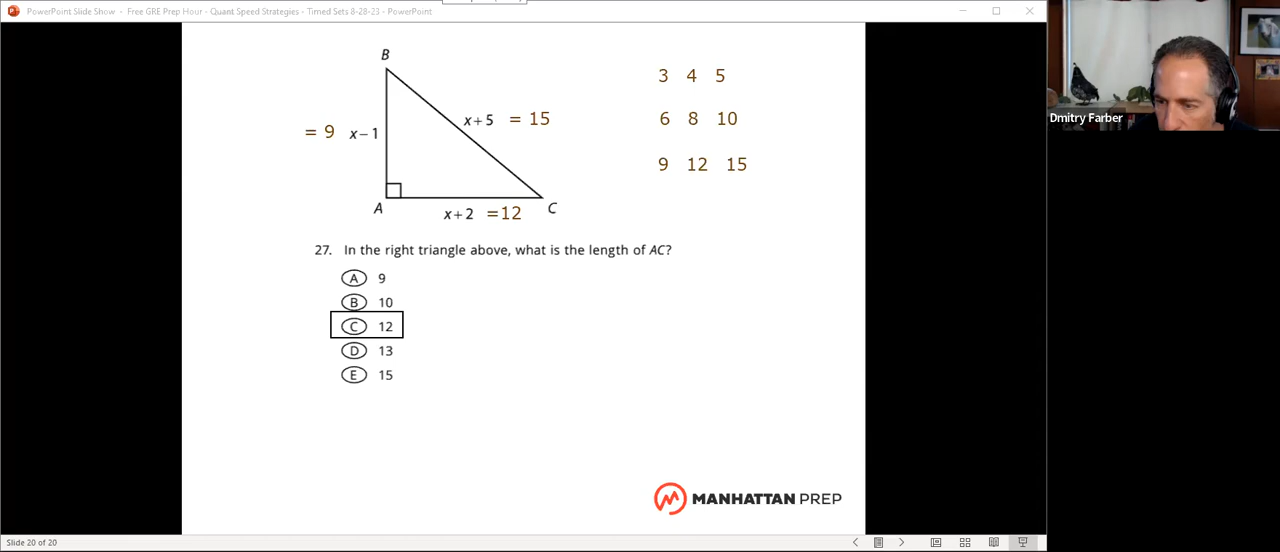 PowerPoint Slide Show - Free GRE Prep Hour - Quant Speed Strategies - Timed Sets 8-28-23 - PowerPoint
B
3 4 5
x+5 = 15
6 8 10
= 9 x−1
9 12 15
A
x+2 =12
C
27. In the right triangle above, what is the length of AC?
A 9
B 10
C 12
D 13
E 15
MANHATTAN PREP
Slide 20 of 20
Dmitry Farber